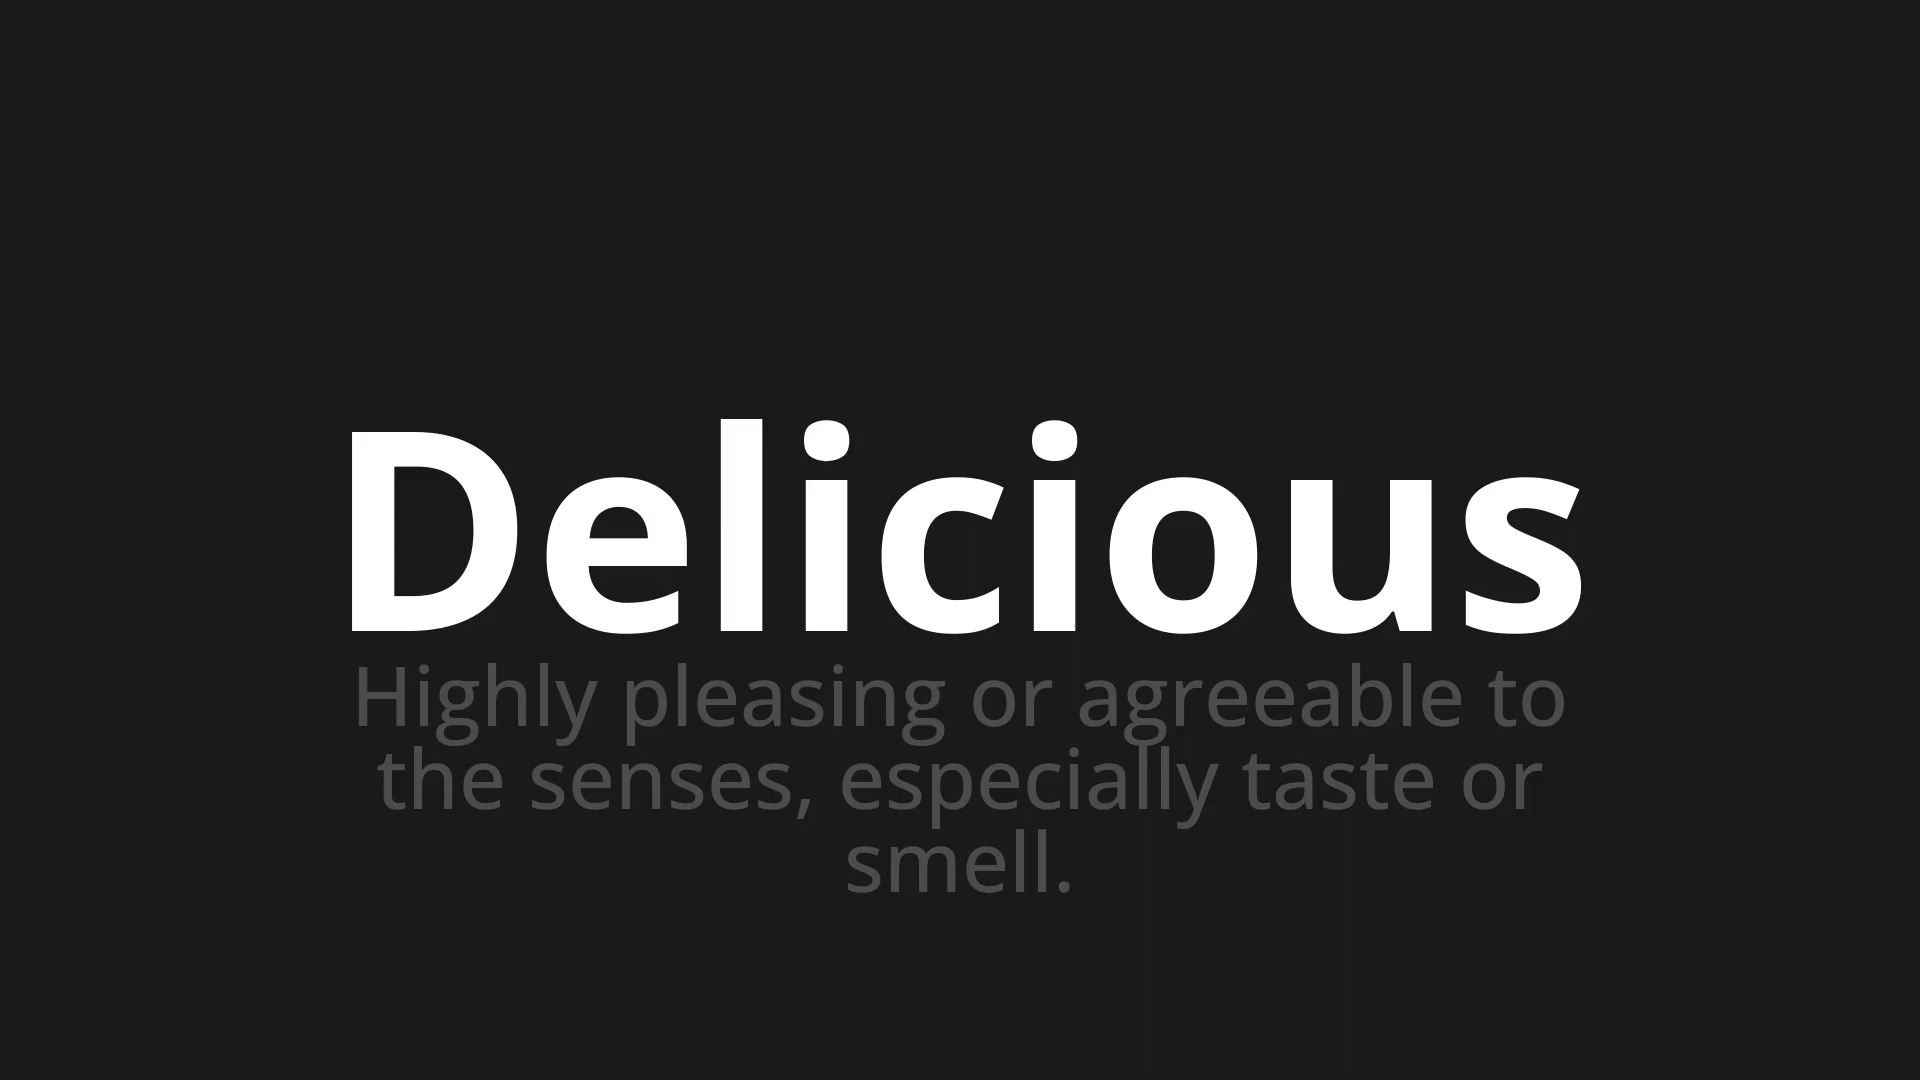 Delicious
Highly pleasing or agreeable to
the senses, especially taste or
smell.